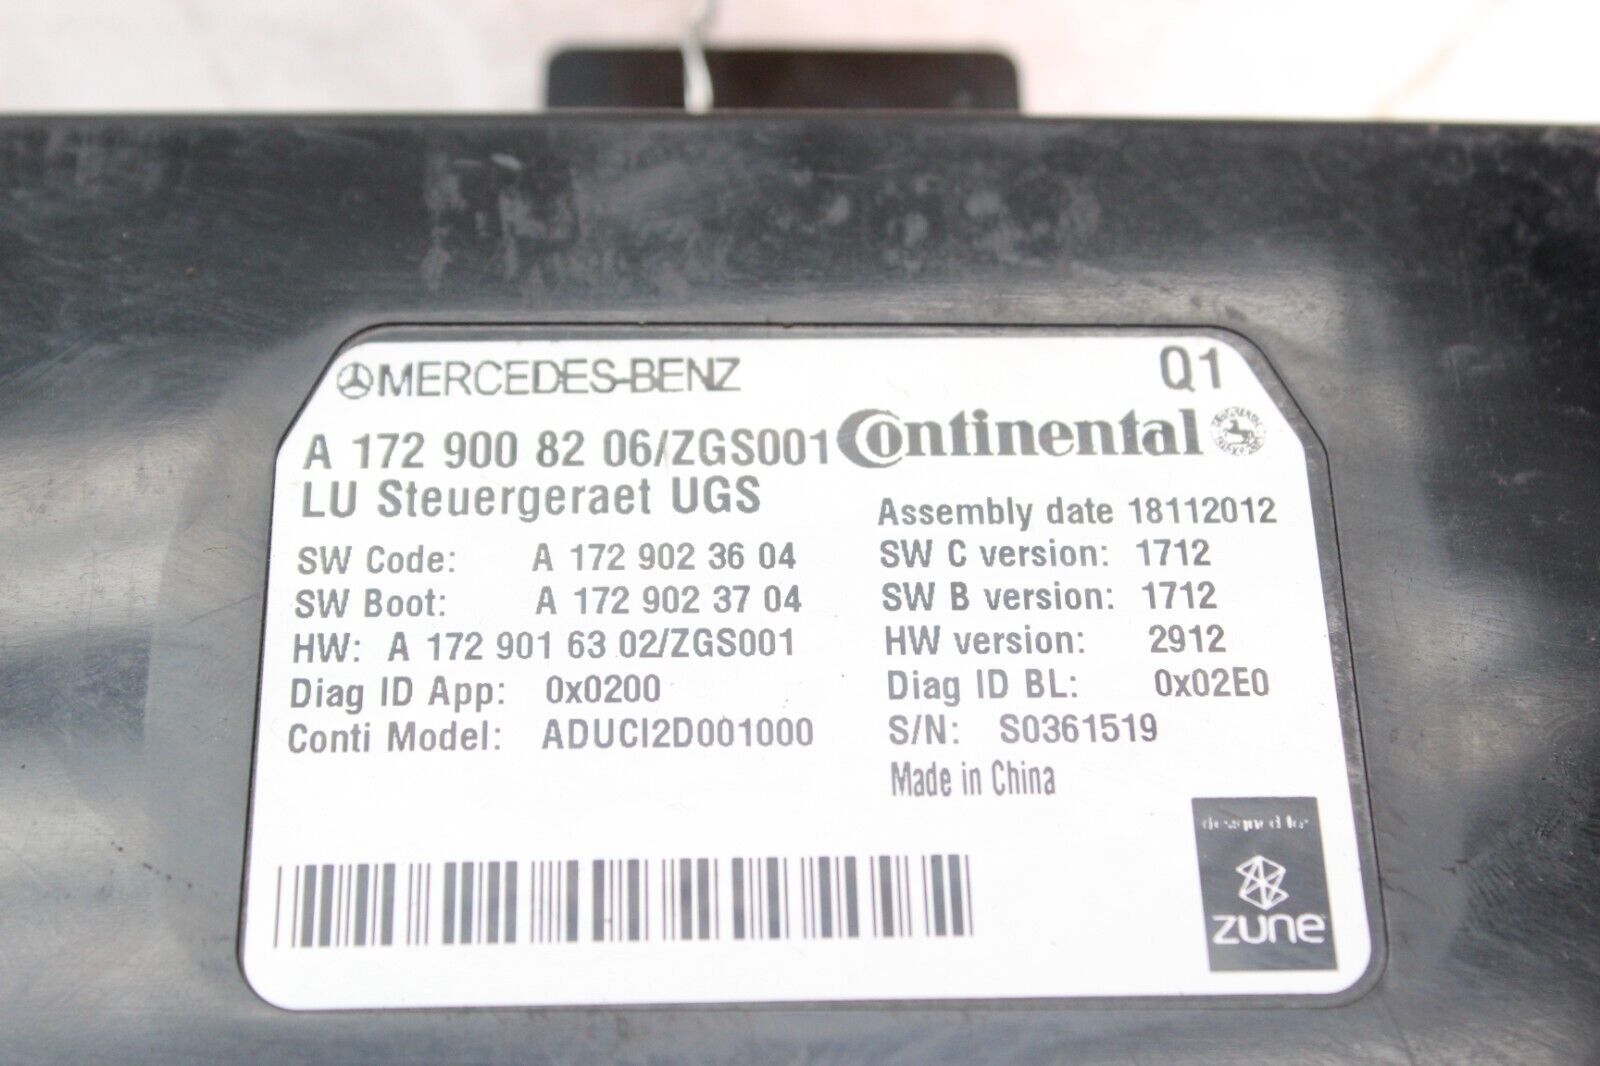 MERCEDES-BENZ
Q1
A 172 900 82 06/ZGS001
Continental
LU Steuergeraet UGS
Assembly date 18112012
SW Code: A 172 902 36 04
SW C version: 1712
SW Boot: A 172 902 37 04
SW B version: 1712
HW: A 172 901 63 02/ZGS001
HW version: 2912
Diag ID App: 0x0200
Diag ID BL: 0x02E0
Conti Model: ADUCI2D001000
S/N: S0361519
Made in China
designed for
zune